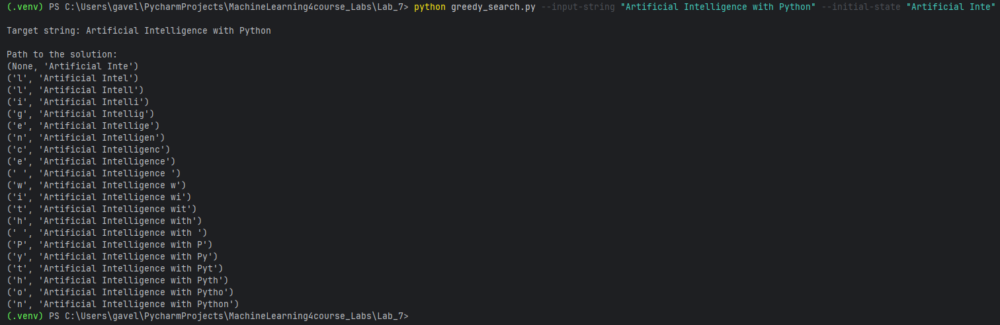 (.venv) PS C:\Users\gavel\PycharmProjects\MachineLearning4course_Labs\Lab_7> python greedy_search.py --input-string "Artificial Intelligence with Python" --initial-state "Artificial Inte"
Target string: Artificial Intelligence with Python
Path to the solution:
(None, 'Artificial Inte')
('l', 'Artificial Intel')
('l', 'Artificial Intell')
('i', 'Artificial Intelli')
('g', 'Artificial Intellig')
('e', 'Artificial Intellige')
('n', 'Artificial Intelligen')
('c', 'Artificial Intelligenc')
('e', 'Artificial Intelligence')
(' ', 'Artificial Intelligence ')
('w', 'Artificial Intelligence w')
('i', 'Artificial Intelligence wi')
('t', 'Artificial Intelligence wit')
('h', 'Artificial Intelligence with')
(' ', 'Artificial Intelligence with ')
('P', 'Artificial Intelligence with P')
('y', 'Artificial Intelligence with Py')
('t', 'Artificial Intelligence with Pyt')
('h', 'Artificial Intelligence with Pyth')
('o', 'Artificial Intelligence with Pytho')
('n', 'Artificial Intelligence with Python')
(.venv) PS C:\Users\gavel\PycharmProjects\MachineLearning4course_Labs\Lab_7>